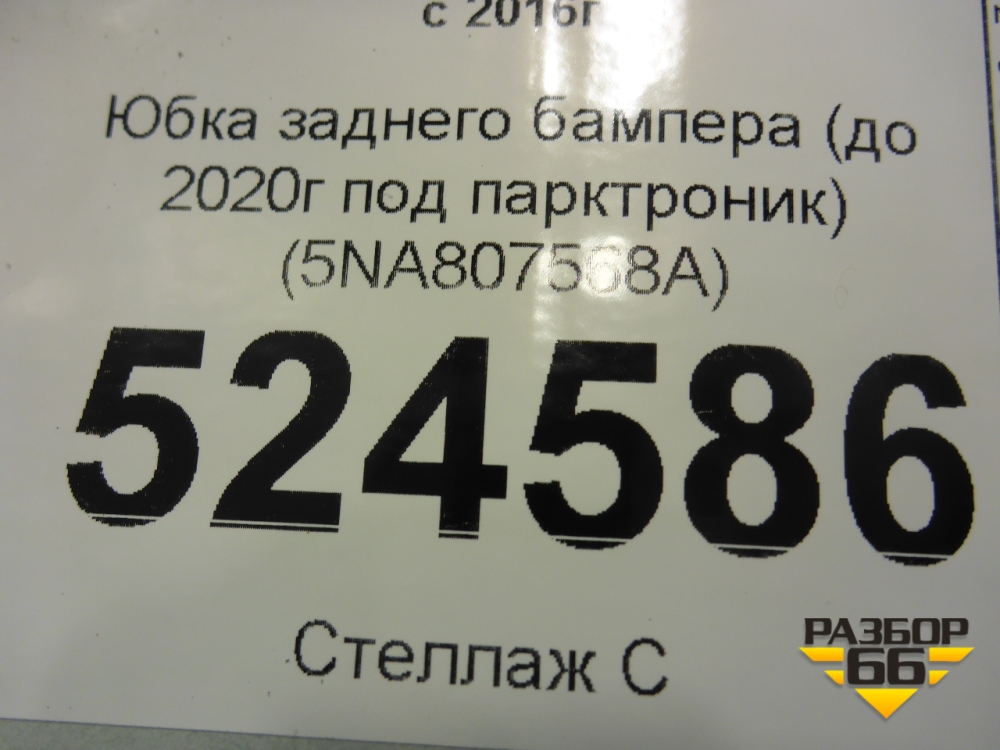 с 2016г
Юбка заднего бампера (до
2020г под парктроник)
(5NA807568A)
524586
Стеллаж С
РАЗБОР
66